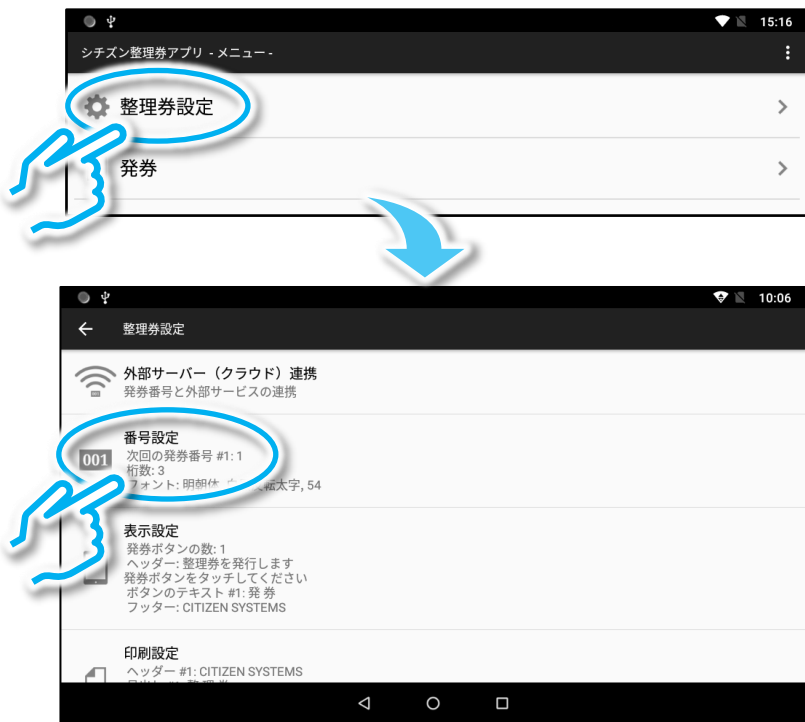 15:16
シチズン整理券アプリ - メニュー -
整理券設定
発券
10:06
整理券設定
外部サーバー（クラウド）連携
発券番号と外部サービスの連携
001
番号設定
次回の発券番号 #1: 1
桁数: 3
フォント: 明朝体, 転太字, 54
表示設定
発券ボタンの数: 1
ヘッダー: 整理券を発行します
発券ボタンをタッチしてください
ボタンのテキスト #1: 発 券
フッター: CITIZEN SYSTEMS
印刷設定
ヘッダー #1: CITIZEN SYSTEMS